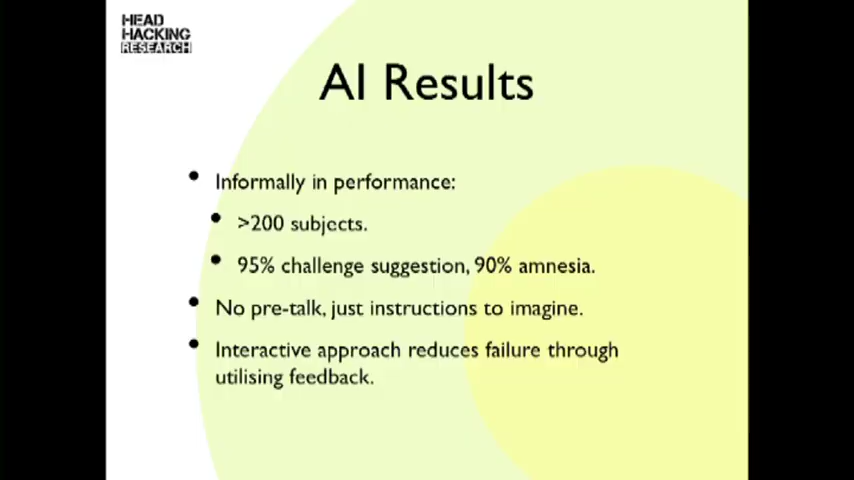 HEAD
HACKING
RESEARCH
AI Results
• Informally in performance:
• >200 subjects.
• 95% challenge suggestion, 90% amnesia.
• No pre-talk, just instructions to imagine.
• Interactive approach reduces failure through
utilising feedback.